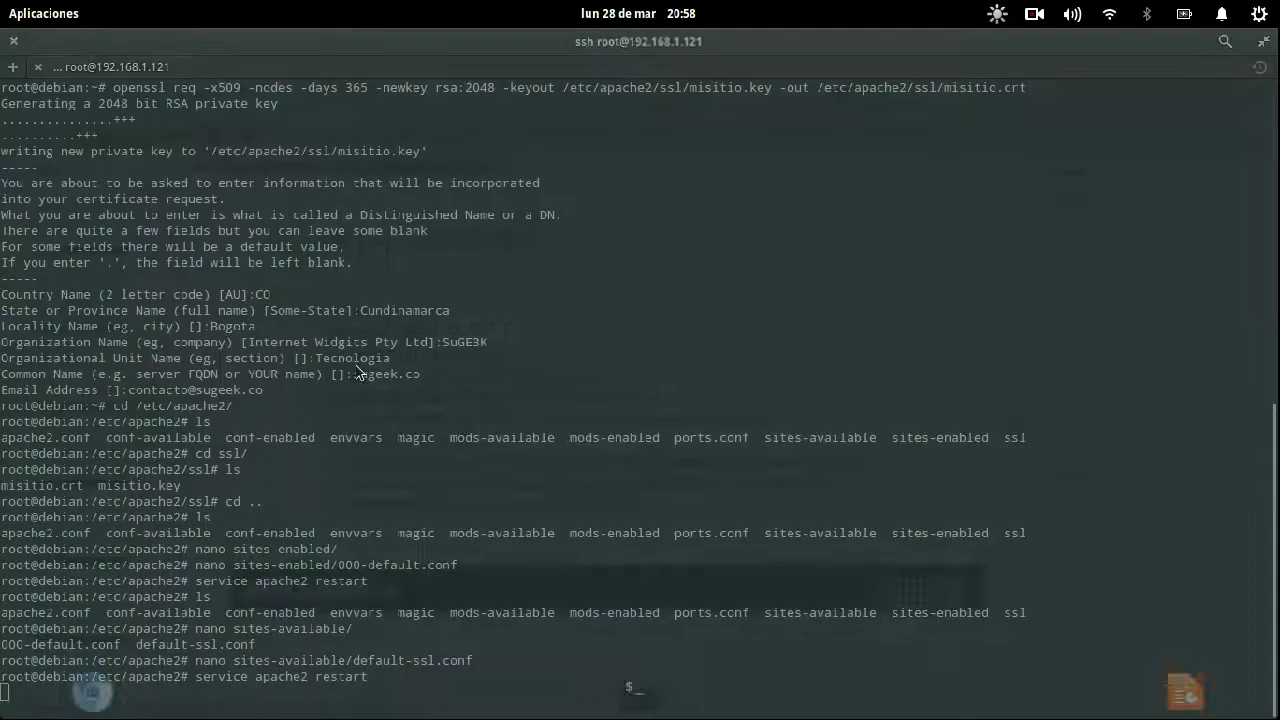 Aplicaciones
lun 28 de mar 20:58
ssh root@192.168.1.121
... root@192.168.1.121
root@debian:~# openssl req -x509 -nodes -days 365 -newkey rsa:2048 -keyout /etc/apache2/ssl/misitio.key -out /etc/apache2/ssl/misitio.crt
Generating a 2048 bit RSA private key
...............+++
..........+++
writing new private key to '/etc/apache2/ssl/misitio.key'
-----
You are about to be asked to enter information that will be incorporated
into your certificate request.
What you are about to enter is what is called a Distinguished Name or a DN.
There are quite a few fields but you can leave some blank
For some fields there will be a default value,
If you enter '.', the field will be left blank.
-----
Country Name (2 letter code) [AU]:CO
State or Province Name (full name) [Some-State]:Cundinamarca
Locality Name (eg, city) []:Bogota
Organization Name (eg, company) [Internet Widgits Pty Ltd]:SuGE3K
Organizational Unit Name (eg, section) []:Tecnologia
Common Name (e.g. server FQDN or YOUR name) []:sugeek.co
Email Address []:contacto@sugeek.co
root@debian:~# cd /etc/apache2/
root@debian:/etc/apache2# ls
apache2.conf conf-available conf-enabled envvars magic mods-available mods-enabled ports.conf sites-available sites-enabled ssl
root@debian:/etc/apache2# cd ssl/
root@debian:/etc/apache2/ssl# ls
misitio.crt misitio.key
root@debian:/etc/apache2/ssl# cd ..
root@debian:/etc/apache2# ls
apache2.conf conf-available conf-enabled envvars magic mods-available mods-enabled ports.conf sites-available sites-enabled ssl
root@debian:/etc/apache2# nano sites-enabled/
root@debian:/etc/apache2# nano sites-enabled/000-default.conf
root@debian:/etc/apache2# service apache2 restart
root@debian:/etc/apache2# ls
apache2.conf conf-available conf-enabled envvars magic mods-available mods-enabled ports.conf sites-available sites-enabled ssl
root@debian:/etc/apache2# nano sites-available/
000-default.conf default-ssl.conf
root@debian:/etc/apache2# nano sites-available/default-ssl.conf
root@debian:/etc/apache2# service apache2 restart
$_